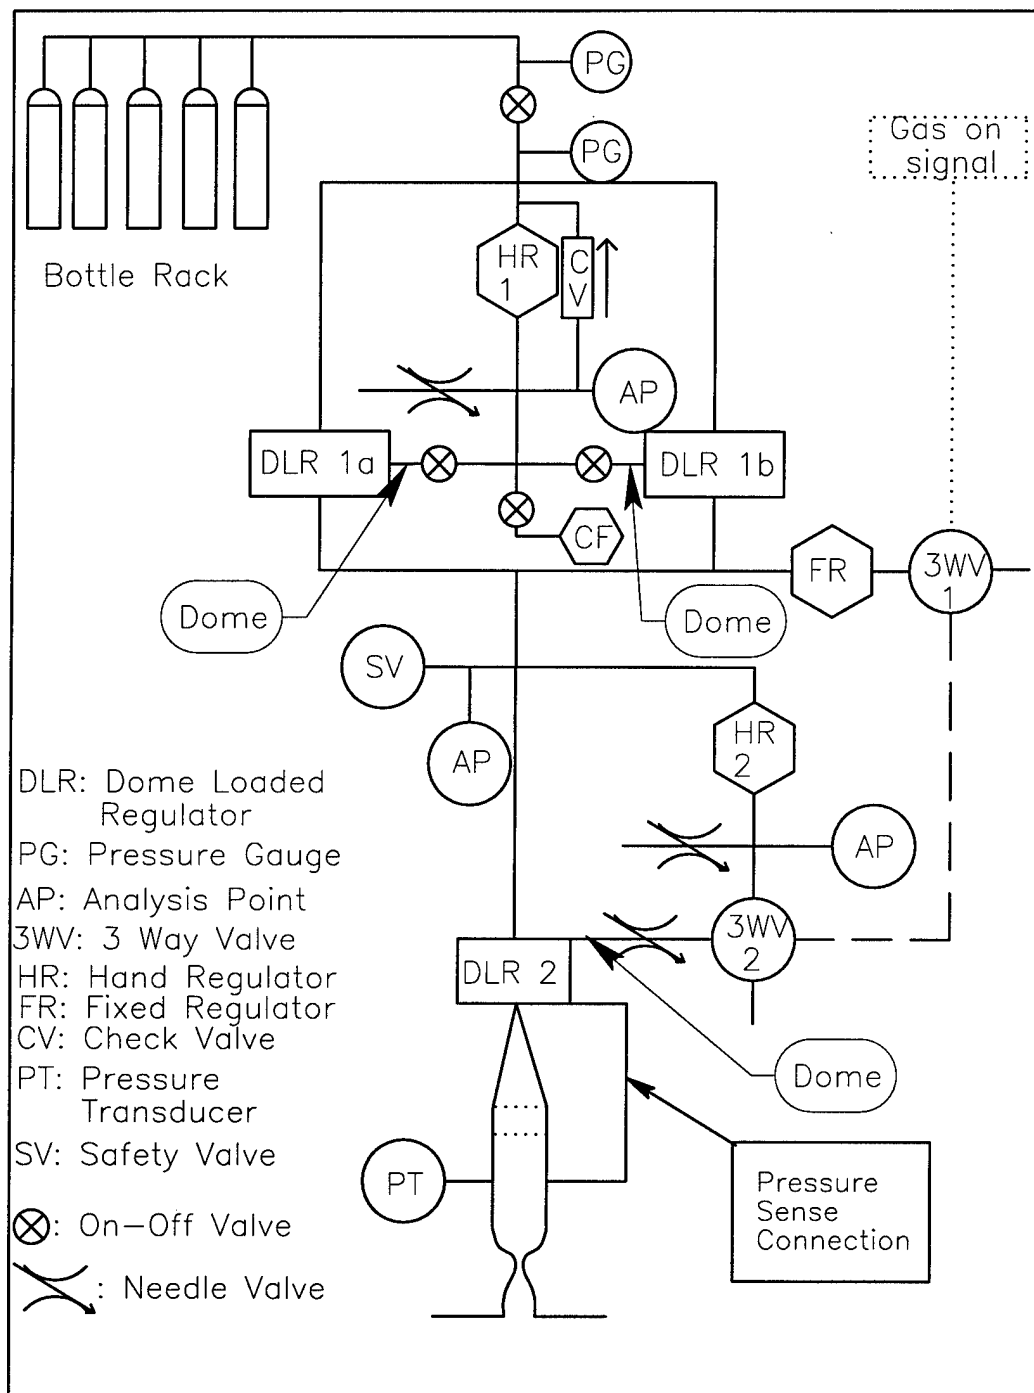 PG
PG
Gas on
signal
Bottle Rack
HR
1
C
V
AP
DLR 1a
DLR 1b
CF
FR
3WV
1
Dome
Dome
SV
HR
2
AP
DLR: Dome Loaded
Regulator
PG: Pressure Gauge
AP
AP: Analysis Point
3WV: 3 Way Valve
3WV
2
HR: Hand Regulator
DLR 2
FR: Fixed Regulator
CV: Check Valve
PT: Pressure
Transducer
Dome
SV: Safety Valve
PT
Pressure
Sense
Connection
: On-Off Valve
: Needle Valve